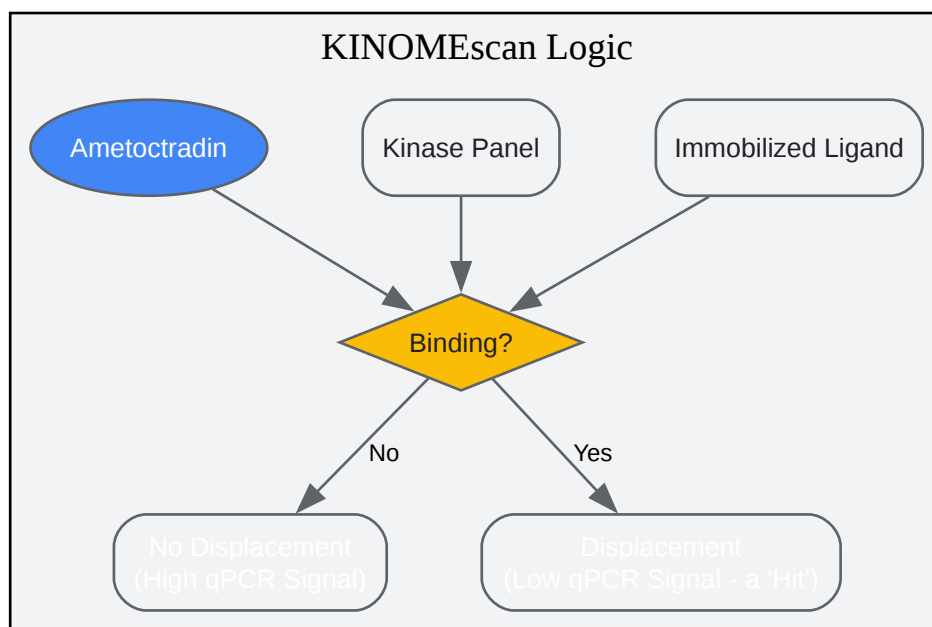 KINOMEscan Logic
Ametoctradin
Kinase Panel
Immobilized Ligand
Binding?
No
Yes
No Displacement
(High qPCR Signal)
Displacement
(Low qPCR Signal - a 'Hit')